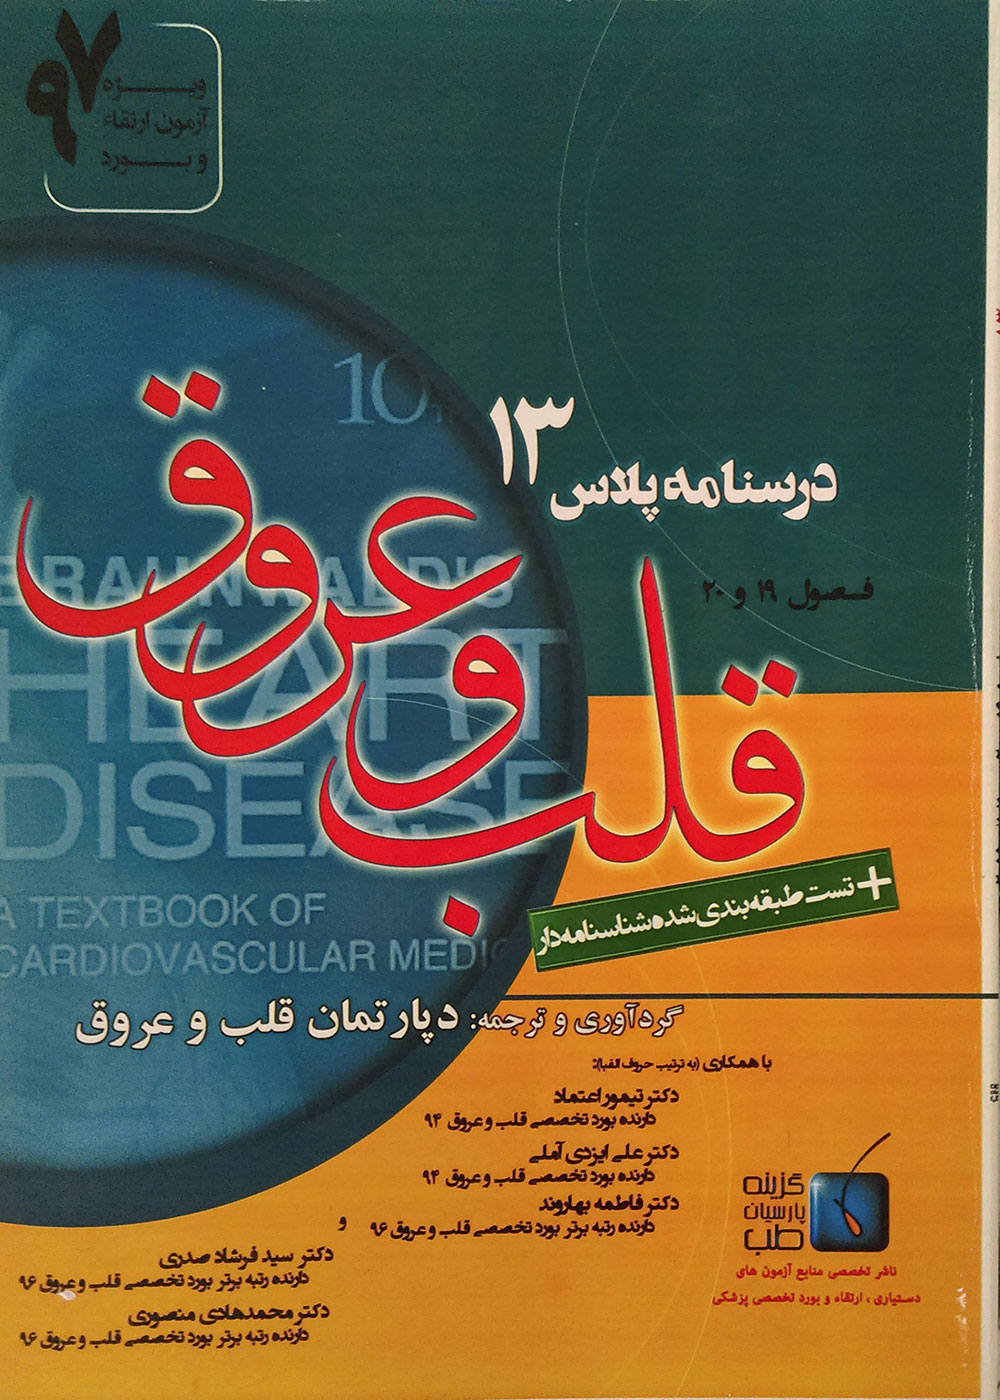 ۹۷
ویژه
آزمون ارتقاء
و بورد
10TH
درسنامه پلاس ۱۳
فصول ۱۹ و ۲۰
قلب و عروق
BRAUNWALD'S
HEART
DISEASE
A TEXTBOOK OF
CARDIOVASCULAR MEDIC
+ تست طبقه‌بندی شده شناسنامه‌دار
گردآوری و ترجمه: دپارتمان قلب و عروق
با همکاری (به ترتیب حروف الفبا):
دکتر تیمور اعتماد
دارنده بورد تخصصی قلب و عروق ۹۴
دکتر علی ایزدی آملی
دارنده بورد تخصصی قلب و عروق ۹۴
دکتر فاطمه بهاروند
دارنده رتبه برتر بورد تخصصی قلب و عروق ۹۶
و
دکتر سید فرشاد صدری
دارنده رتبه برتر بورد تخصصی قلب و عروق ۹۶
دکتر محمدهادی منصوری
دارنده رتبه برتر بورد تخصصی قلب و عروق ۹۶
گزینه
پارسیان
طب
ناشر تخصصی منابع آزمون های
دستیاری ، ارتقاء و بورد تخصصی پزشکی